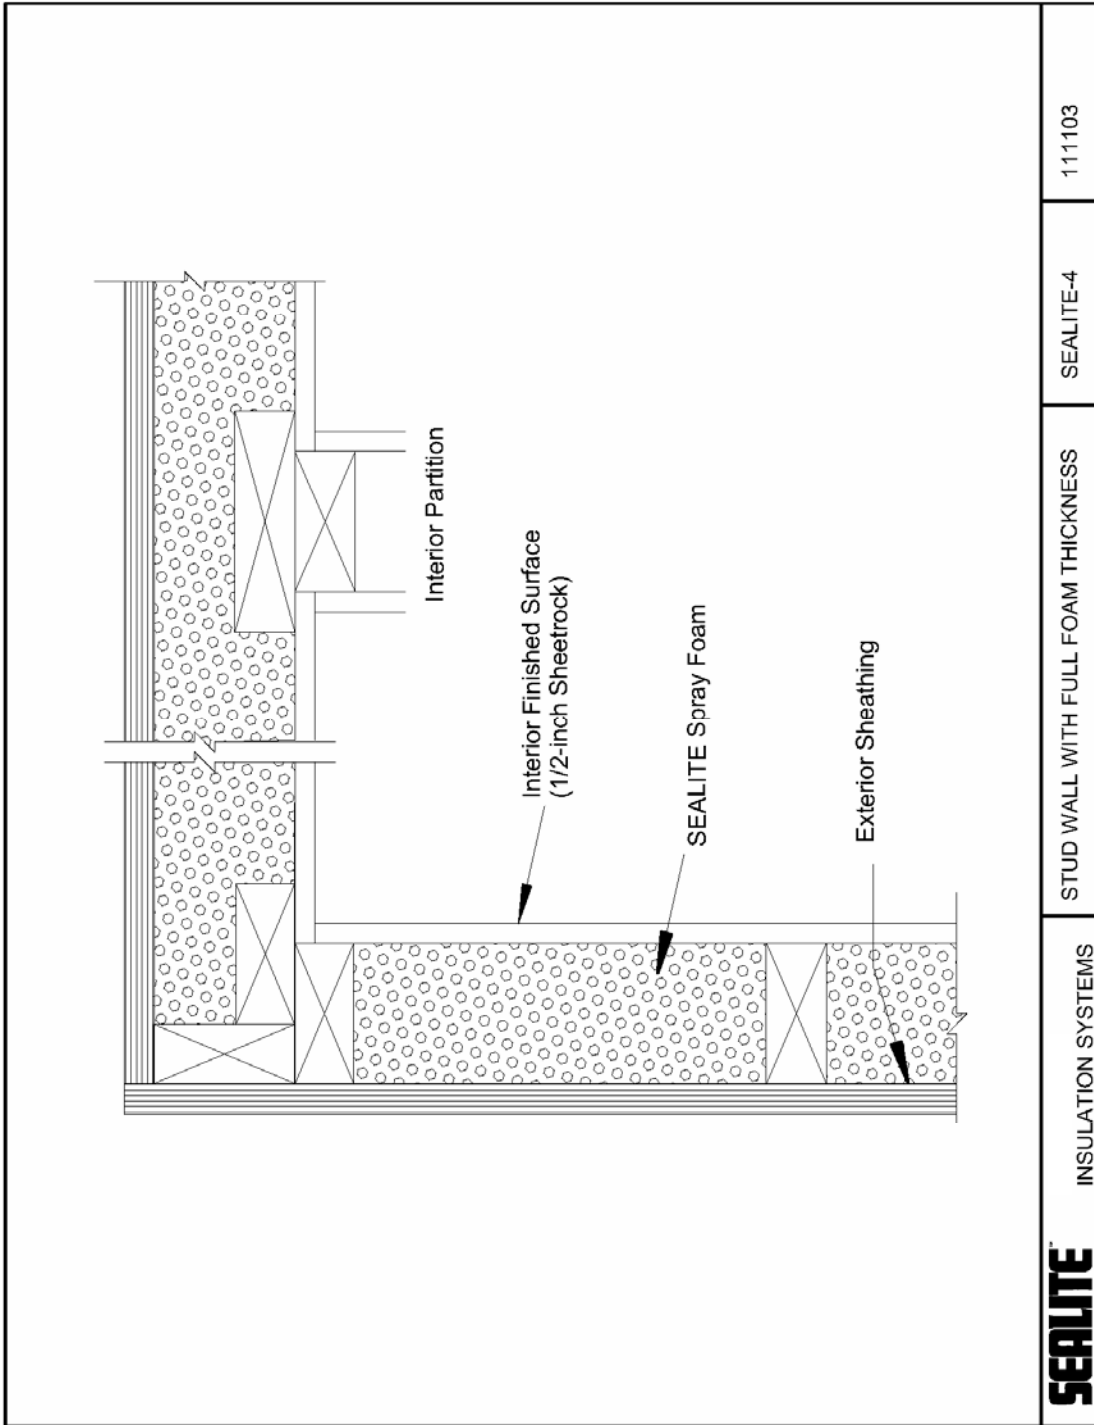 Interior Partition
Interior Finished Surface
(1/2-inch Sheetrock)
SEALITE Spray Foam
Exterior Sheathing
SEALITE™
INSULATION SYSTEMS
STUD WALL WITH FULL FOAM THICKNESS
SEALITE-4
111103